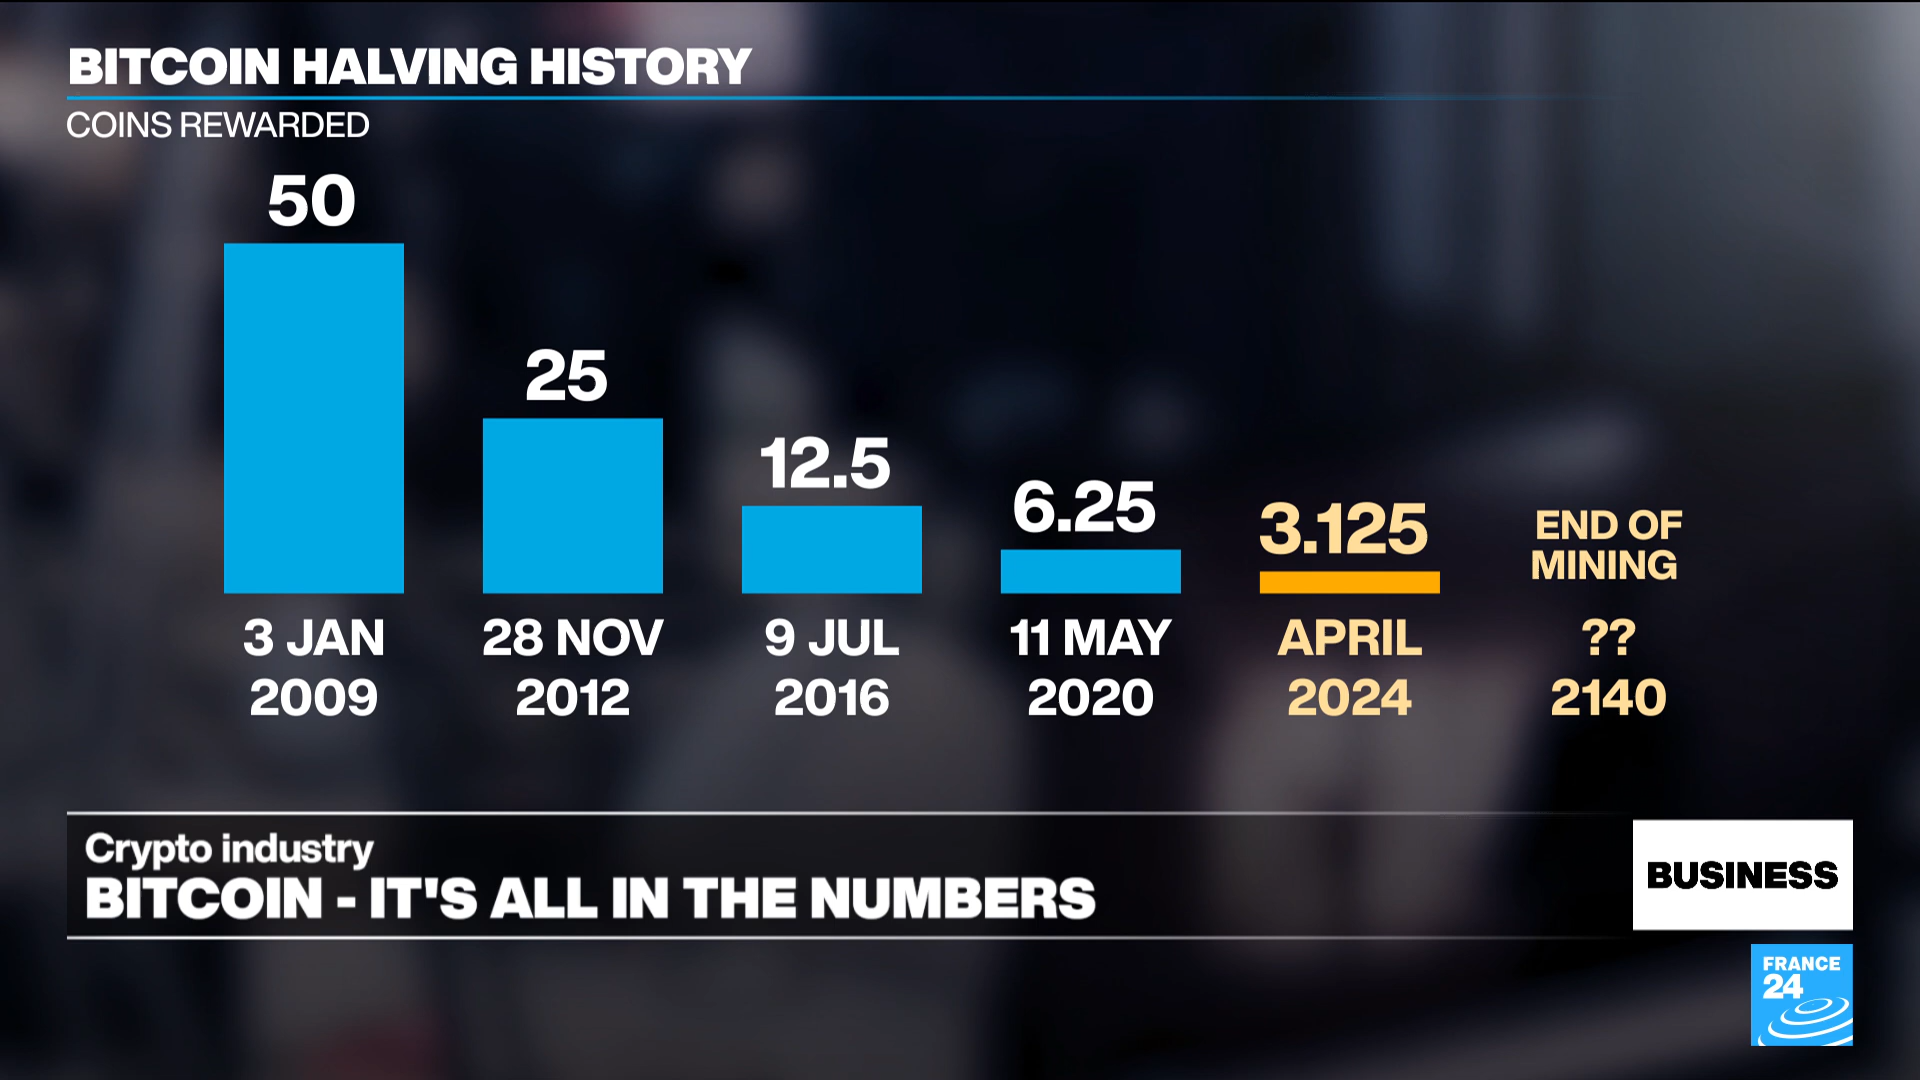 BITCOIN HALVING HISTORY
COINS REWARDED
50
25
12.5
6.25
3.125
END OF
MINING
3 JAN
2009
28 NOV
2012
9 JUL
2016
11 MAY
2020
APRIL
2024
??
2140
Crypto industry
BITCOIN - IT'S ALL IN THE NUMBERS
BUSINESS
FRANCE
24